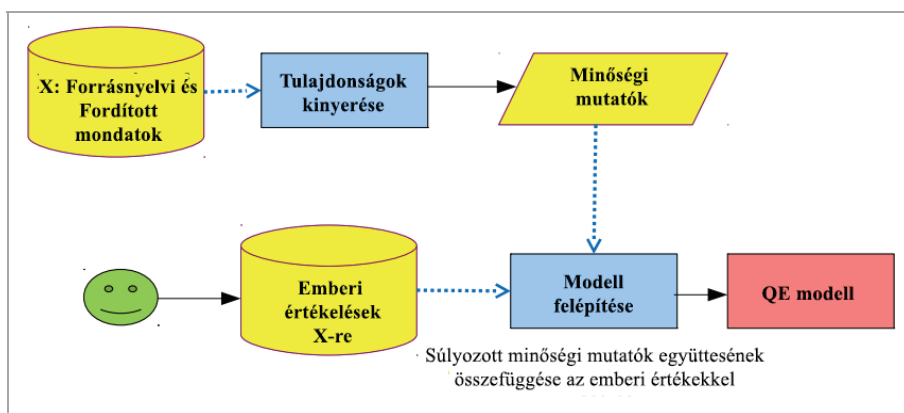 X: Forrásnyelvi és
Fordított
mondatok
Tulajdonságok
kinyerése
Minőségi
mutatók
Emberi
értékelések
X-re
Modell
felépítése
QE modell
Súlyozott minőségi mutatók együttesének
összefüggése az emberi értékekkel